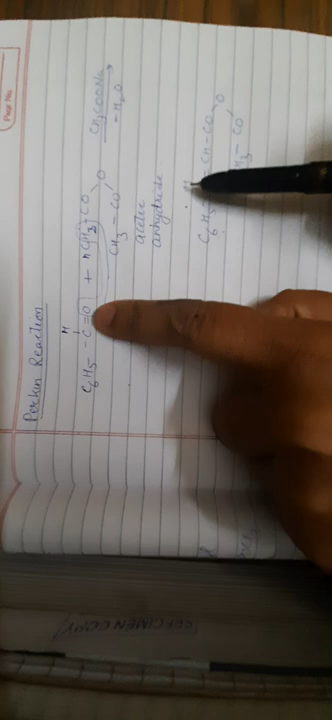 Page No.
Perkin Reaction
H
C6H5 - C = O + H(CH2) - CO
O
CH3COONa
- H2O
CH3 - CO
Acetic
anhydride.
C6H5 - = CH - CO
O
CH3 - CO
SPECIMEN COPY